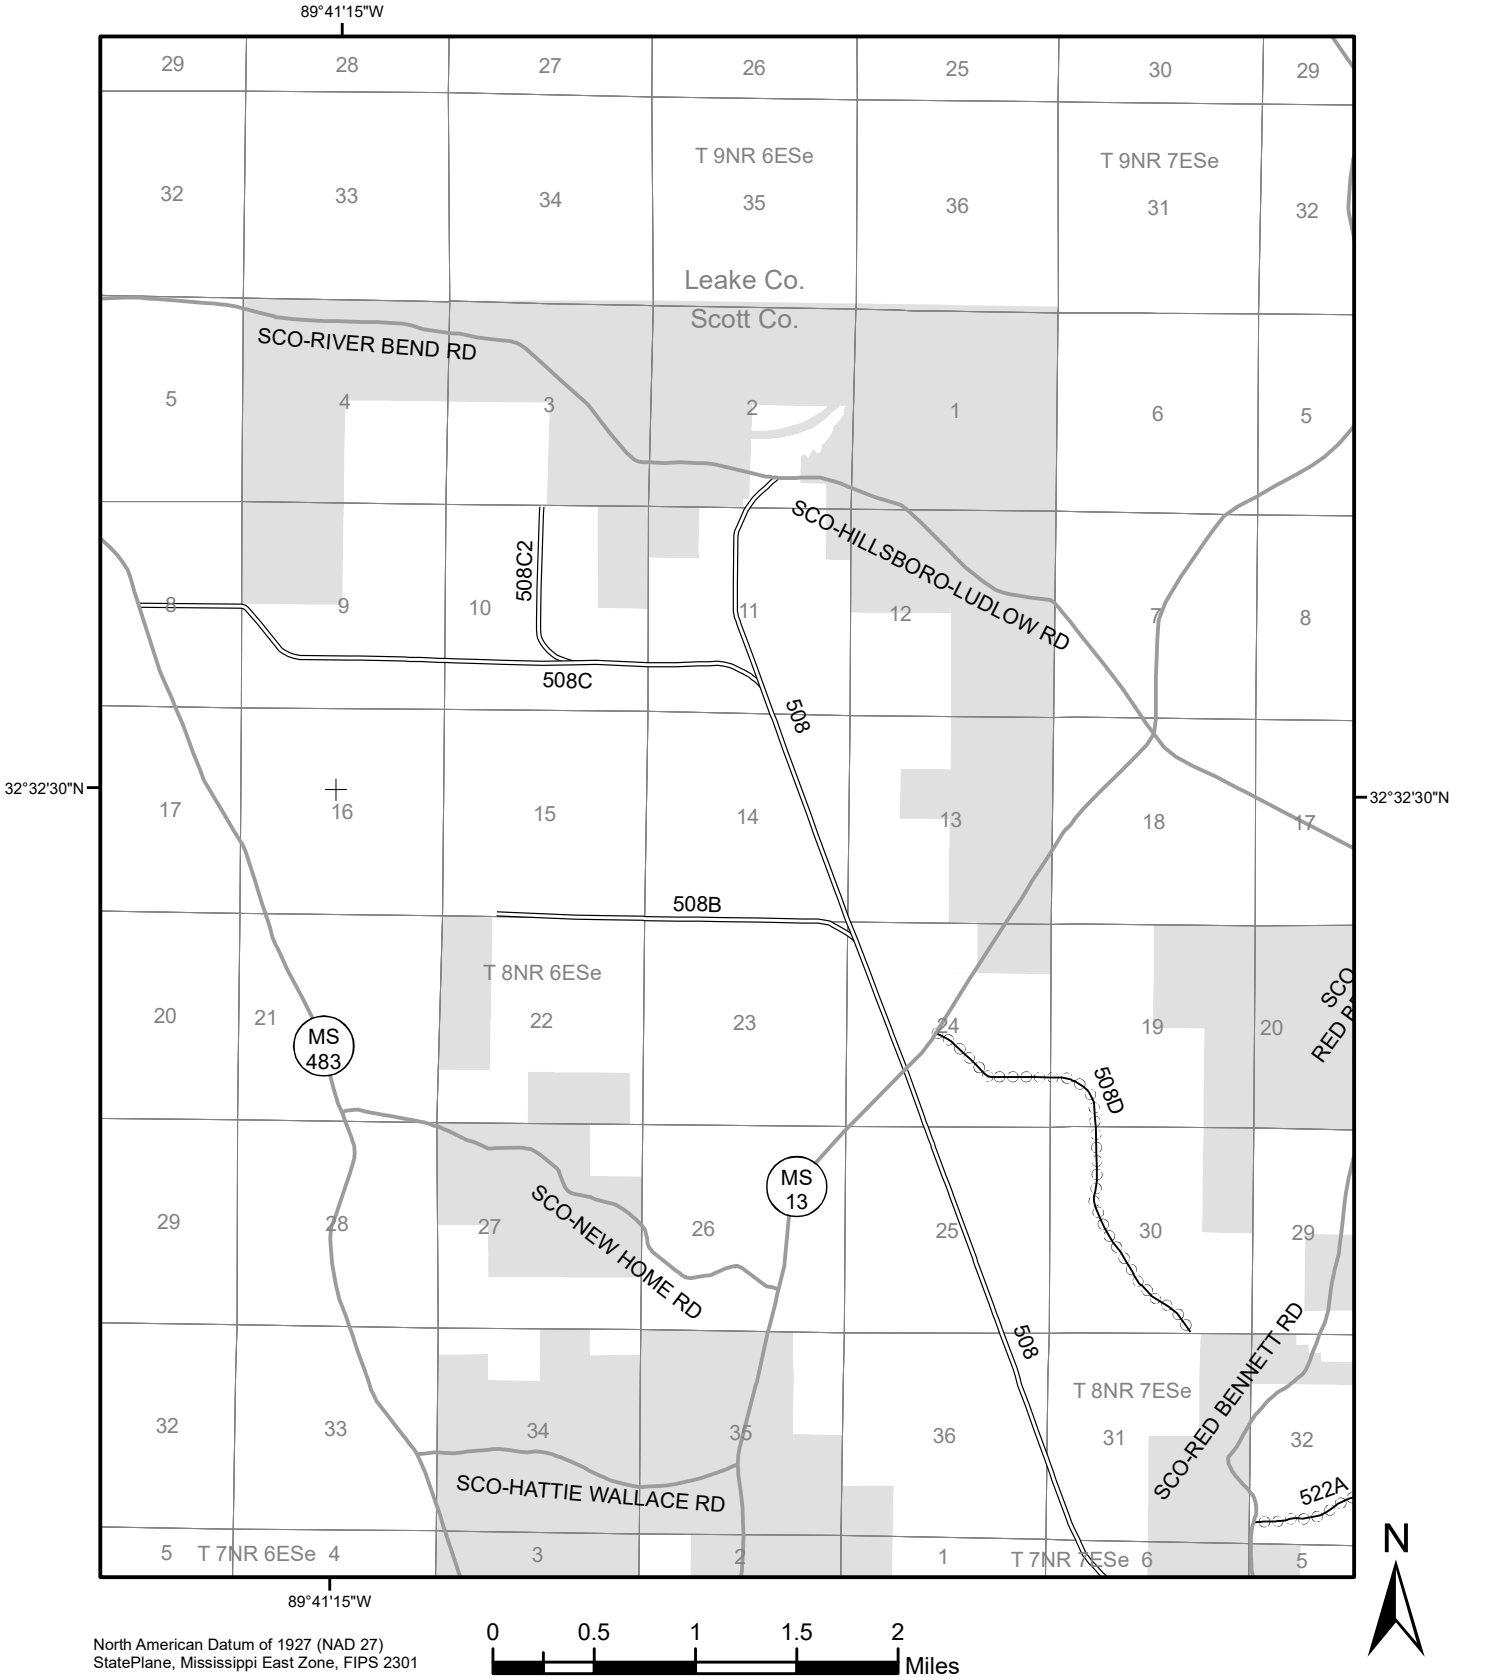 89°41'15"W
29 28 27 26 25 30 29
T 9NR 6ESe T 9NR 7ESe
32 33 34 35 36 31 32
Leake Co.
Scott Co.
SCO-RIVER BEND RD
5 4 3 2 1 6 5
SCO-HILLSBORO-LUDLOW RD
508C2
8 9 10 11 12 7 8
508C
508
32°32'30"N 32°32'30"N
17 16 15 14 13 18 17
508B
T 8NR 6ESe
SCO
RED
20 21 22 23 24 19 20
MS
483
508D
MS
13
29 28 27 26 25 30 29
SCO-NEW HOME RD
508
SCO-RED BENNETT RD
T 8NR 7ESe
32 33 34 35 36 31 32
SCO-HATTIE WALLACE RD
522A
5 T 7NR 6ESe 4 3 2 1 T 7NR 7ESe 6 5
89°41'15"W
N
North American Datum of 1927 (NAD 27)
StatePlane, Mississippi East Zone, FIPS 2301
0 0.5 1 1.5 2
Miles